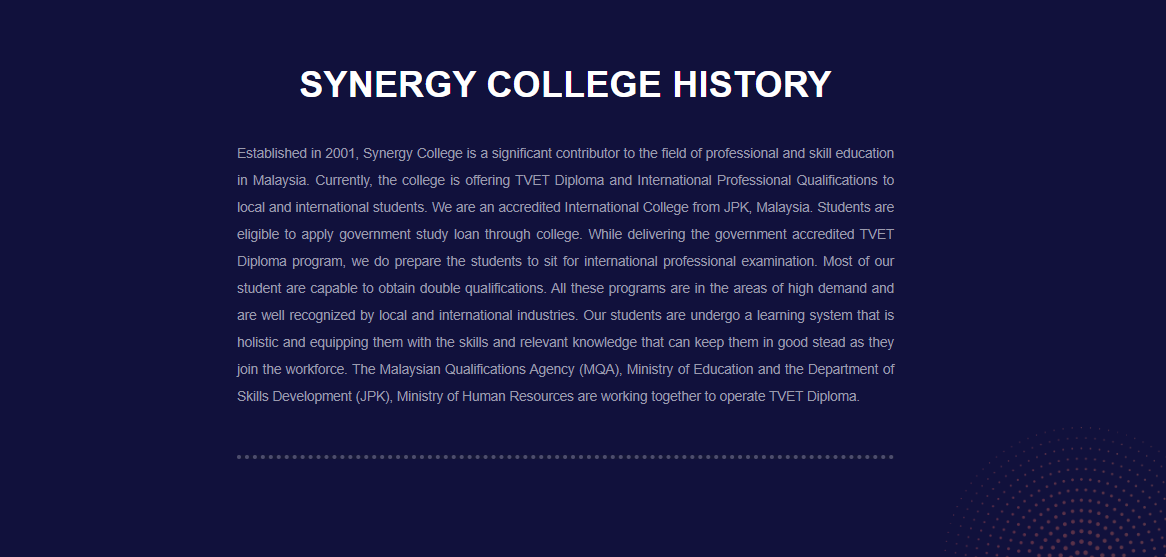 SYNERGY COLLEGE HISTORY
Established in 2001, Synergy College is a significant contributor to the field of professional and skill education
in Malaysia. Currently, the college is offering TVET Diploma and International Professional Qualifications to
local and international students. We are an accredited International College from JPK, Malaysia. Students are
eligible to apply government study loan through college. While delivering the government accredited TVET
Diploma program, we do prepare the students to sit for international professional examination. Most of our
student are capable to obtain double qualifications. All these programs are in the areas of high demand and
are well recognized by local and international industries. Our students are undergo a learning system that is
holistic and equipping them with the skills and relevant knowledge that can keep them in good stead as they
join the workforce. The Malaysian Qualifications Agency (MQA), Ministry of Education and the Department of
Skills Development (JPK), Ministry of Human Resources are working together to operate TVET Diploma.